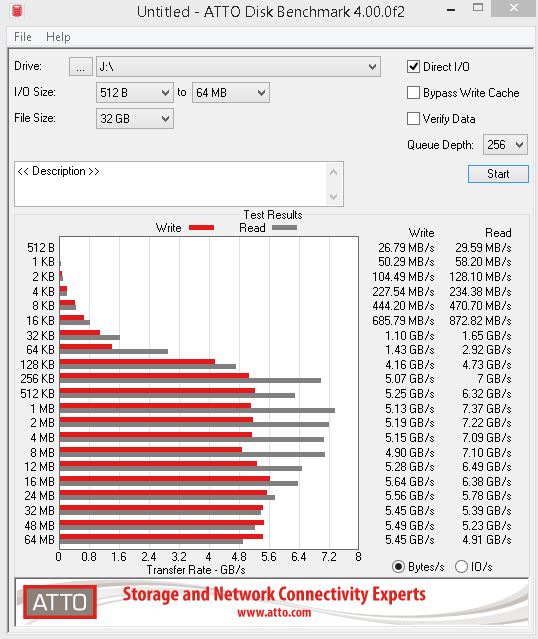 Untitled - ATTO Disk Benchmark 4.00.0f2
File Help
Drive: ... J:\ Direct I/O
I/O Size: 512 B to 64 MB Bypass Write Cache
File Size: 32 GB Verify Data
Queue Depth: 256
<< Description >> Start
Test Results
Write Read Write Read
512 B 26.79 MB/s 29.59 MB/s
1 KB 50.29 MB/s 58.20 MB/s
2 KB 104.49 MB/s 128.10 MB/s
4 KB 227.54 MB/s 234.38 MB/s
8 KB 444.20 MB/s 470.70 MB/s
16 KB 685.79 MB/s 872.82 MB/s
32 KB 1.10 GB/s 1.65 GB/s
64 KB 1.43 GB/s 2.92 GB/s
128 KB 4.16 GB/s 4.73 GB/s
256 KB 5.07 GB/s 7 GB/s
512 KB 5.25 GB/s 6.32 GB/s
1 MB 5.13 GB/s 7.37 GB/s
2 MB 5.19 GB/s 7.22 GB/s
4 MB 5.15 GB/s 7.09 GB/s
8 MB 4.90 GB/s 7.10 GB/s
12 MB 5.28 GB/s 6.49 GB/s
16 MB 5.64 GB/s 6.38 GB/s
24 MB 5.56 GB/s 5.78 GB/s
32 MB 5.45 GB/s 5.39 GB/s
48 MB 5.49 GB/s 5.23 GB/s
64 MB 5.45 GB/s 4.91 GB/s
0 0.8 1.6 2.4 3.2 4 4.8 5.6 6.4 7.2 8
Transfer Rate - GB/s Bytes/s IO/s
ATTO Storage and Network Connectivity Experts
www.atto.com